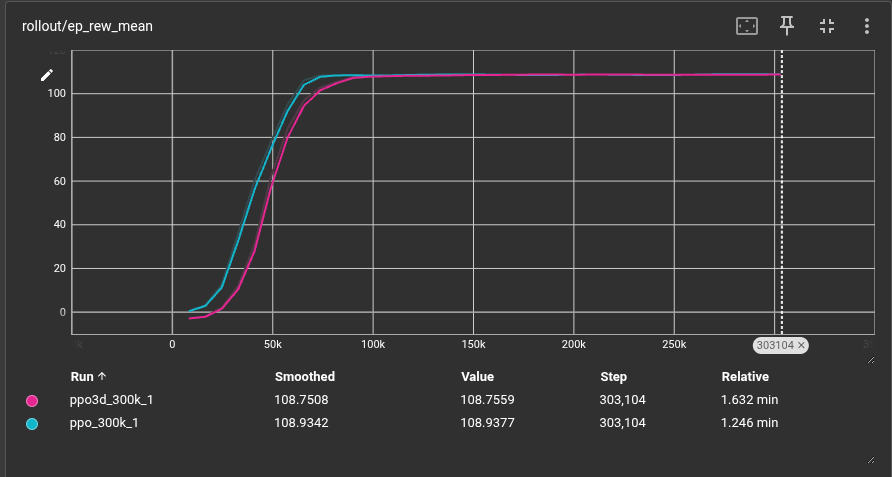 rollout/ep_rew_mean
120
100
80
60
40
20
0
0 50k 100k 150k 200k 250k 303104 ✕
Run ↑ Smoothed Value Step Relative
ppo3d_300k_1 108.7508 108.7559 303,104 1.632 min
ppo_300k_1 108.9342 108.9377 303,104 1.246 min